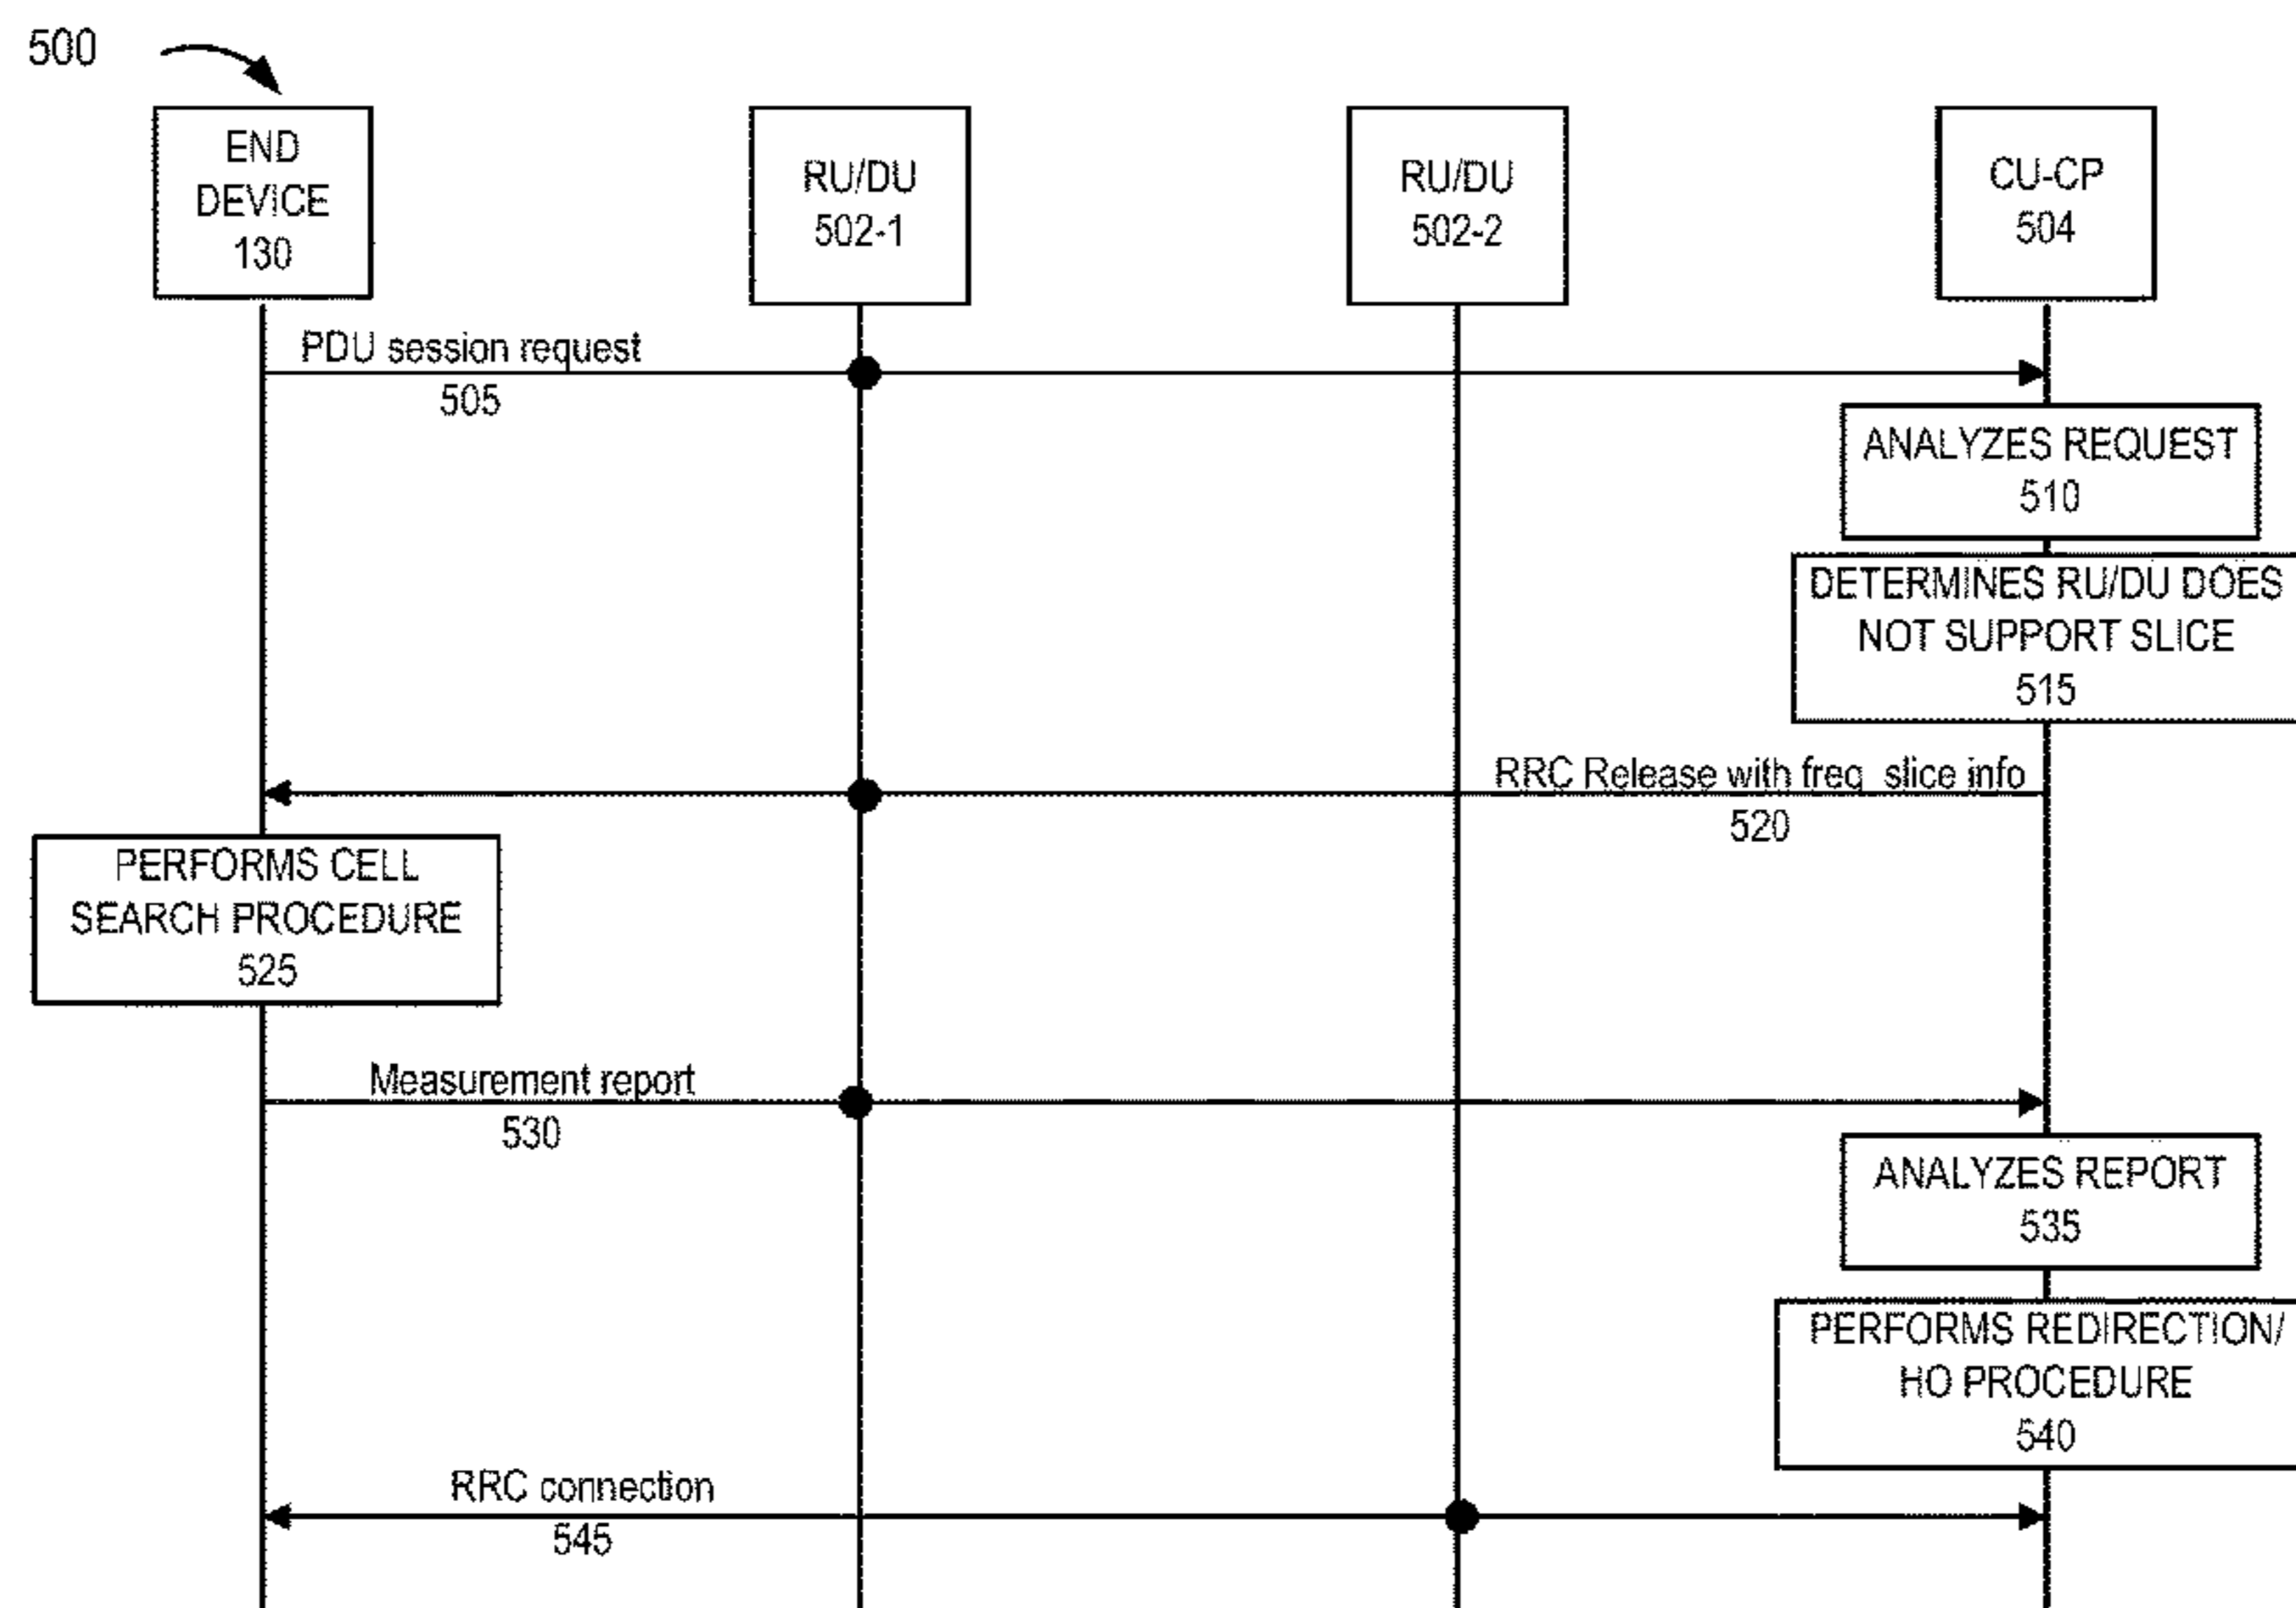 500
END
DEVICE
130
RU/DU
502-1
RU/DU
502-2
CU-CP
504
PDU session request
505
ANALYZES REQUEST
510
DETERMINES RU/DU DOES
NOT SUPPORT SLICE
515
RRC Release with freq slice info
520
PERFORMS CELL
SEARCH PROCEDURE
525
Measurement report
530
ANALYZES REPORT
535
PERFORMS REDIRECTION/
HO PROCEDURE
540
RRC connection
545